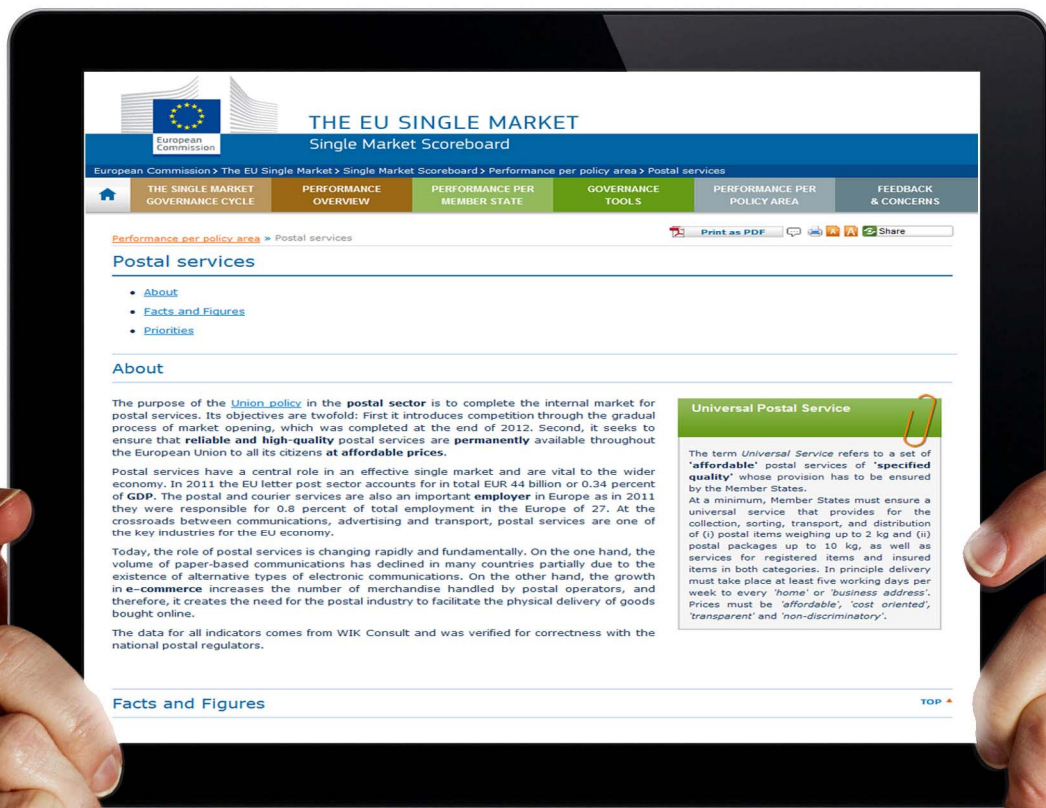 European
Commission
THE EU SINGLE MARKET
Single Market Scoreboard
European Commission > The EU Single Market > Single Market Scoreboard > Performance per policy area > Postal services
THE SINGLE MARKET
GOVERNANCE CYCLE
PERFORMANCE
OVERVIEW
PERFORMANCE PER
MEMBER STATE
GOVERNANCE
TOOLS
PERFORMANCE PER
POLICY AREA
FEEDBACK
& CONCERNS
Performance per policy area » Postal services
Print as PDF
A
A
Share
Postal services
• About
• Facts and Figures
• Priorities
About
The purpose of the Union policy in the postal sector is to complete the internal market for
postal services. Its objectives are twofold: First it introduces competition through the gradual
process of market opening, which was completed at the end of 2012. Second, it seeks to
ensure that reliable and high-quality postal services are permanently available throughout
the European Union to all its citizens at affordable prices.
Postal services have a central role in an effective single market and are vital to the wider
economy. In 2011 the EU letter post sector accounts for in total EUR 44 billion or 0.34 percent
of GDP. The postal and courier services are also an important employer in Europe as in 2011
they were responsible for 0.8 percent of total employment in the Europe of 27. At the
crossroads between communications, advertising and transport, postal services are one of
the key industries for the EU economy.
Today, the role of postal services is changing rapidly and fundamentally. On the one hand, the
volume of paper-based communications has declined in many countries partially due to the
existence of alternative types of electronic communications. On the other hand, the growth
in e-commerce increases the number of merchandise handled by postal operators, and
therefore, it creates the need for the postal industry to facilitate the physical delivery of goods
bought online.
The data for all indicators comes from WIK Consult and was verified for correctness with the
national postal regulators.
Universal Postal Service
The term Universal Service refers to a set of
'affordable' postal services of 'specified
quality' whose provision has to be ensured
by the Member States.
At a minimum, Member States must ensure a
universal service that provides for the
collection, sorting, transport, and distribution
of (i) postal items weighing up to 2 kg and (ii)
postal packages up to 10 kg, as well as
services for registered items and insured
items in both categories. In principle delivery
must take place at least five working days per
week to every 'home' or 'business address'.
Prices must be 'affordable', 'cost oriented',
'transparent' and 'non-discriminatory'.
Facts and Figures
TOP